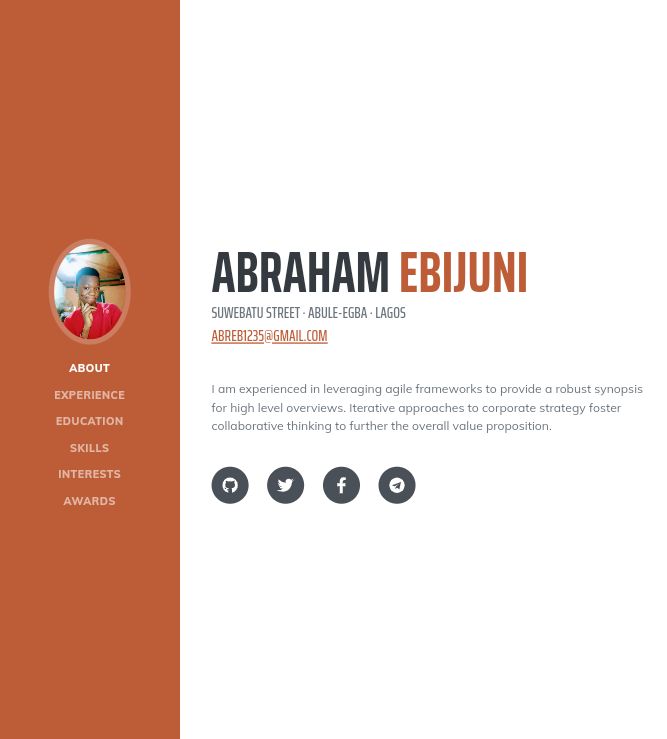 ABOUT
EXPERIENCE
EDUCATION
SKILLS
INTERESTS
AWARDS
ABRAHAM EBIJUNI
SUWEBATU STREET · ABULE-EGBA · LAGOS
ABREB1235@GMAIL.COM
I am experienced in leveraging agile frameworks to provide a robust synopsis
for high level overviews. Iterative approaches to corporate strategy foster
collaborative thinking to further the overall value proposition.